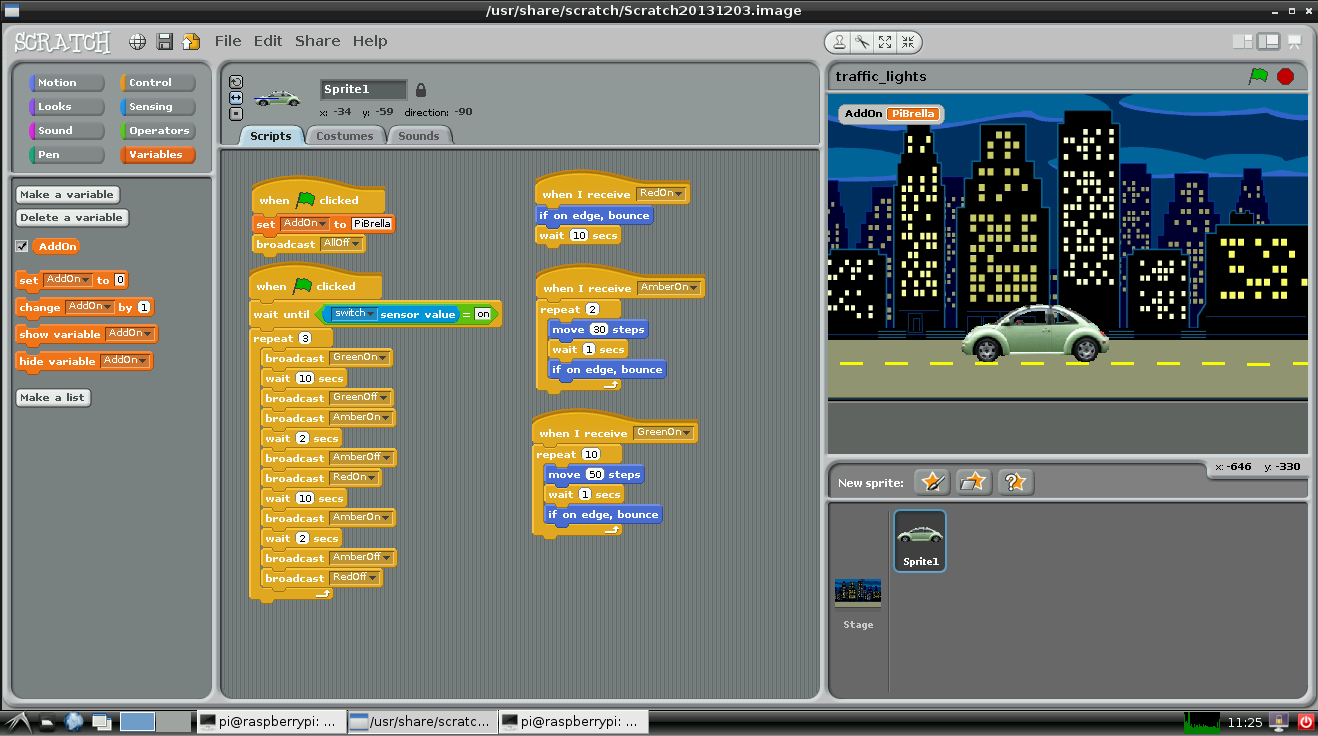 /usr/share/scratch/Scratch20131203.image
SCRATCH File Edit Share Help
Motion Control
Looks Sensing
Sound Operators
Pen Variables
Make a variable
Delete a variable
AddOn
set AddOn to 0
change AddOn by 1
show variable AddOn
hide variable AddOn
Make a list
Sprite1
x: -34 y: -59 direction: -90
Scripts Costumes Sounds
when clicked
set AddOn to PiBrella
broadcast AllOff
when clicked
wait until switch sensor value = on
repeat 3
broadcast GreenOn
wait 10 secs
broadcast GreenOff
broadcast AmberOn
wait 2 secs
broadcast AmberOff
broadcast RedOn
wait 10 secs
broadcast AmberOn
wait 2 secs
broadcast AmberOff
broadcast RedOff
when I receive RedOn
if on edge, bounce
wait 10 secs
when I receive AmberOn
repeat 2
move 30 steps
wait 1 secs
if on edge, bounce
when I receive GreenOn
repeat 10
move 50 steps
wait 1 secs
if on edge, bounce
traffic_lights
AddOn PiBrella
x: -646 y: -330
New sprite:
Sprite1
Stage
pi@raspberrypi: ... /usr/share/scratc... pi@raspberrypi: ... 11:25